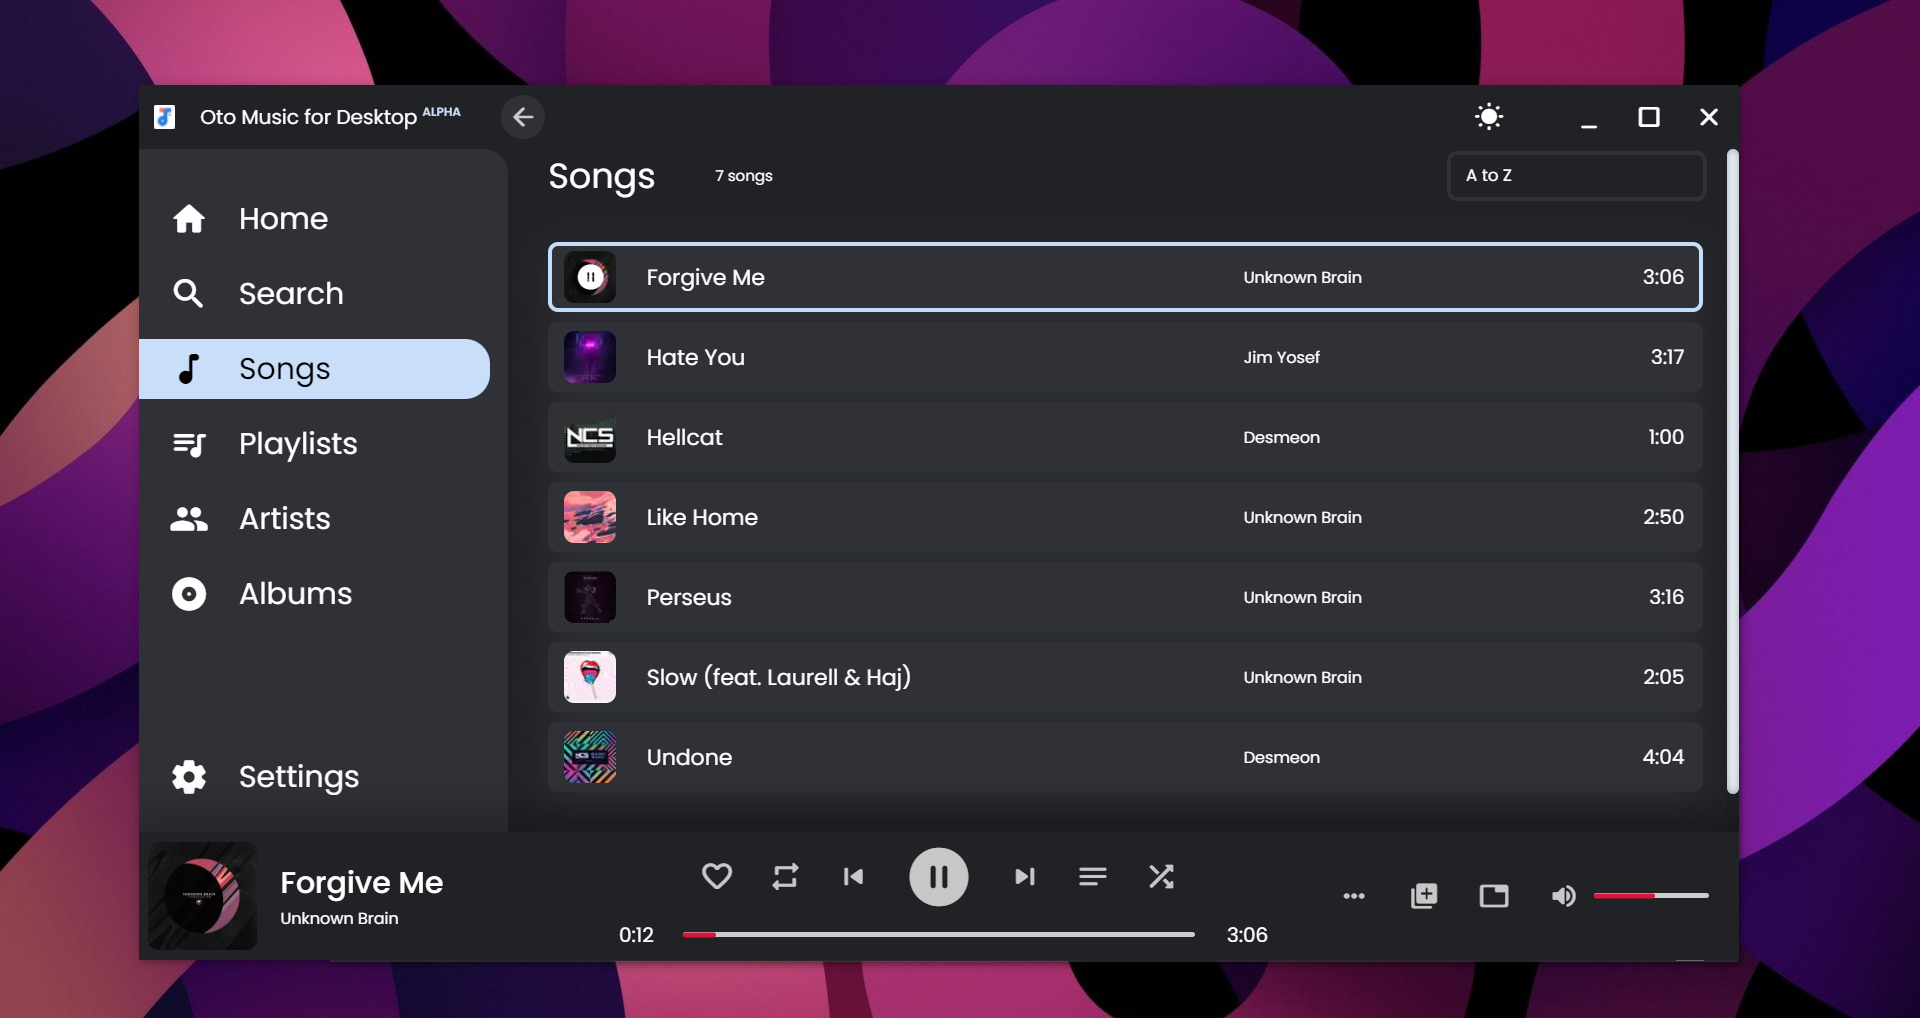 Oto Music for Desktop ALPHA
Home
Search
Songs
Playlists
Artists
Albums
Settings
Songs
7 songs
A to Z
Forgive Me Unknown Brain 3:06
Hate You Jim Yosef 3:17
NCS
Hellcat Desmeon 1:00
Like Home Unknown Brain 2:50
Perseus Unknown Brain 3:16
Slow (feat. Laurell & Haj) Unknown Brain 2:05
NCS
Undone Desmeon 4:04
UNKNOWN BRAIN
Forgive Me
Unknown Brain
0:12
3:06